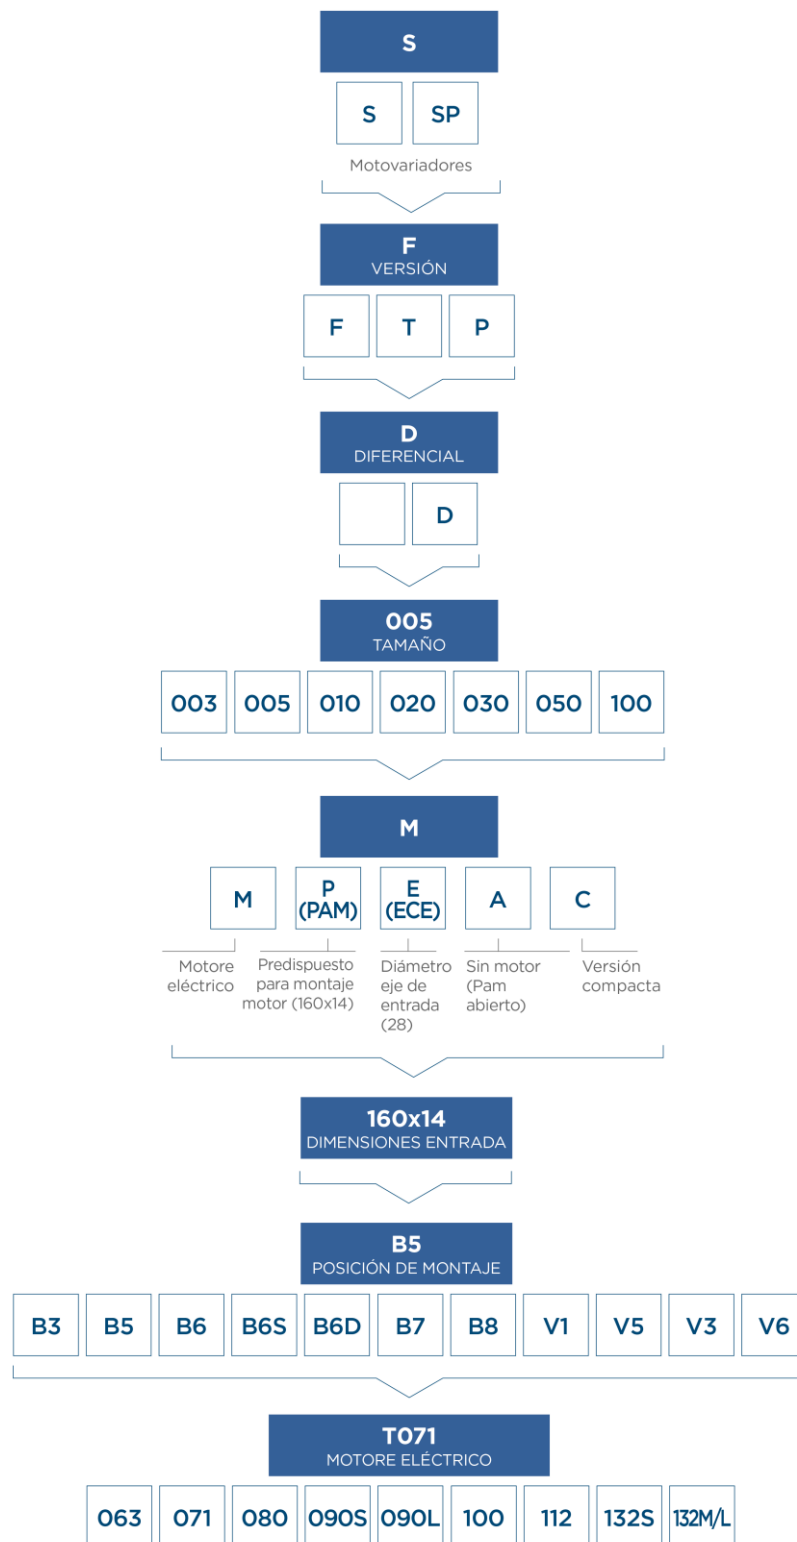 S
S SP
Motovariadores
F
VERSIÓN
F T P
D
DIFERENCIAL
D
005
TAMAÑO
003 005 010 020 030 050 100
M
M
P
(PAM)
E
(ECE)
A
C
Motore
eléctrico
Predispuesto
para montaje
motor (160x14)
Diámetro
eje de
entrada
(28)
Sin motor
(Pam
abierto)
Versión
compacta
160x14
DIMENSIONES ENTRADA
B5
POSICIÓN DE MONTAJE
B3 B5 B6 B6S B6D B7 B8 V1 V5 V3 V6
T071
MOTORE ELÉCTRICO
063 071 080 090S 090L 100 112 132S 132M/L